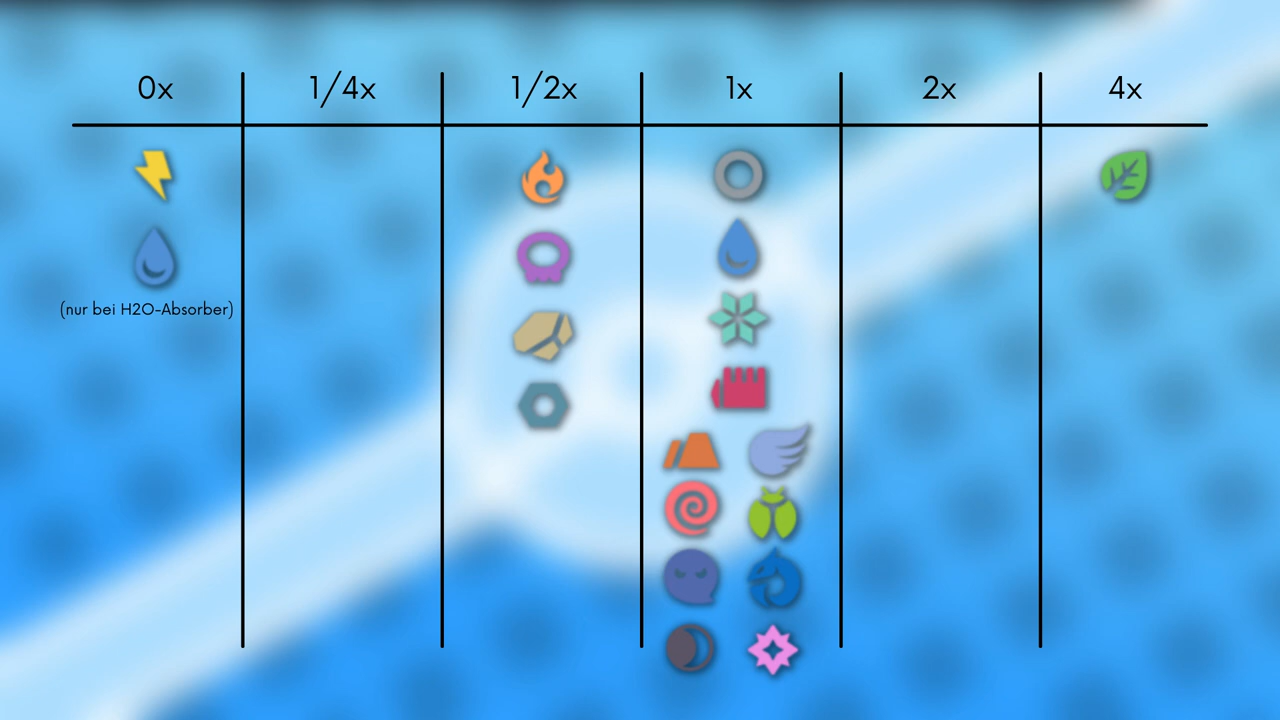 0x 1/4x 1/2x 1x 2x 4x
(nur bei H2O-Absorber)